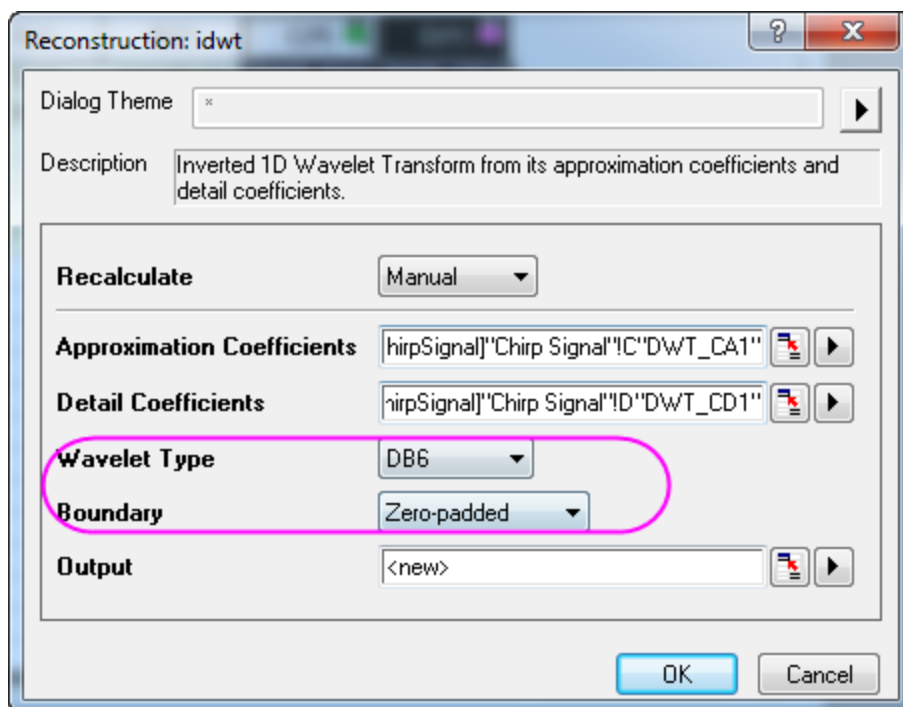 Reconstruction: idwt
Dialog Theme *
Description Inverted 1D Wavelet Transform from its approximation coefficients and
detail coefficients.
Recalculate Manual
Approximation Coefficients hirpSignal]"Chirp Signal"!C"DWT_CA1"
Detail Coefficients hirpSignal]"Chirp Signal"!D"DWT_CD1"
Wavelet Type DB6
Boundary Zero-padded
Output <new>
OK Cancel